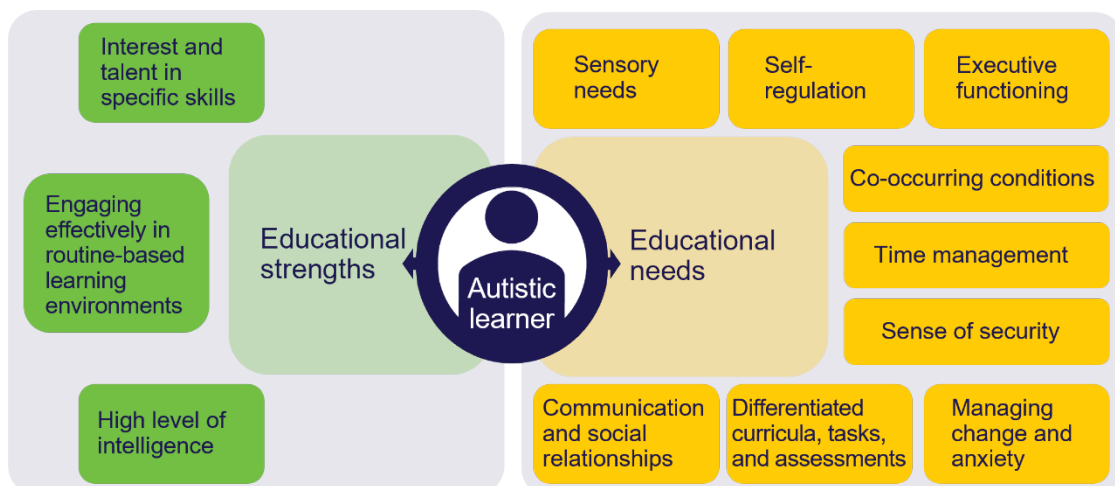 Interest and
talent in
specific skills
Engaging
effectively in
routine-based
learning
environments
High level of
intelligence
Educational
strengths
Autistic
learner
Educational
needs
Sensory
needs
Self-
regulation
Executive
functioning
Co-occurring conditions
Time management
Sense of security
Communication
and social
relationships
Differentiated
curricula, tasks,
and assessments
Managing
change and
anxiety